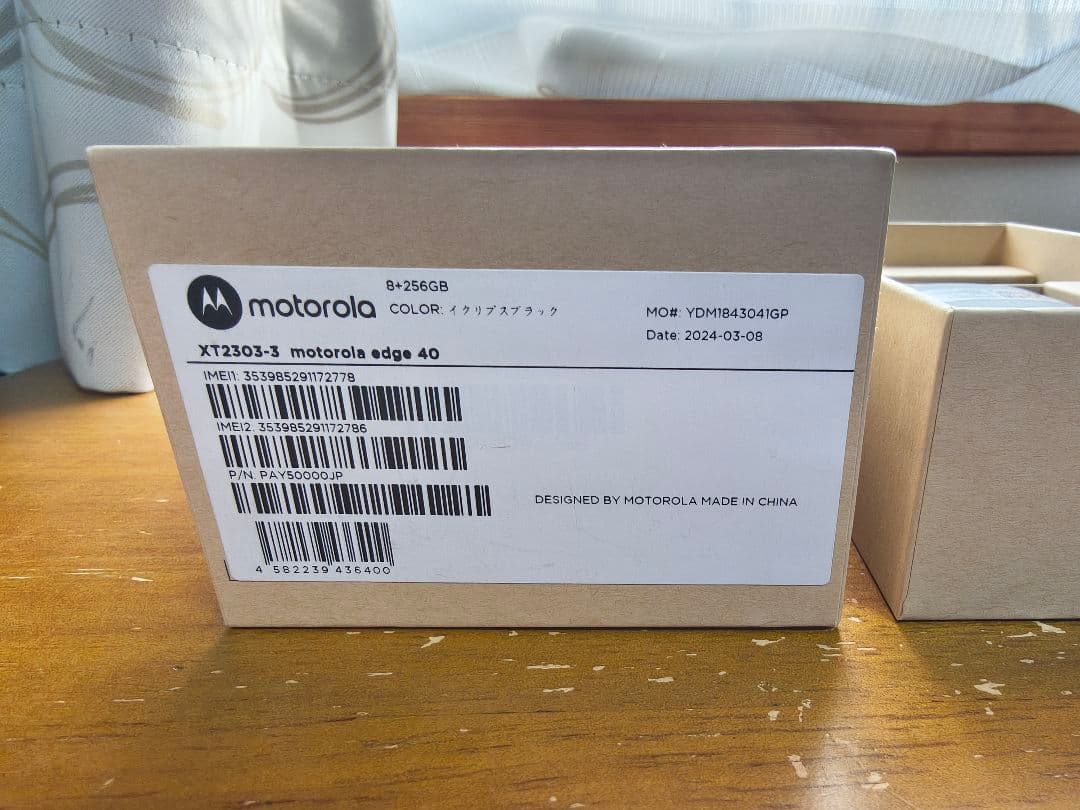 motorola
8+256GB
COLOR: イクリプスブラック
MO#: YDM1843041GP
Date: 2024-03-08
XT2303-3 motorola edge 40
IMEI1: 353985291172778
IMEI2: 353985291172786
P/N: PAY50000JP
DESIGNED BY MOTOROLA MADE IN CHINA
4 582239 436400